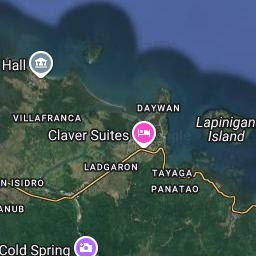 Hall
DAYWAN
VILLAFRANCA
Lapinigan
Island
Claver Suites
LADGARON
TAYAGA
N-ISIDRO
PANATAO
ANUB
Cold Spring